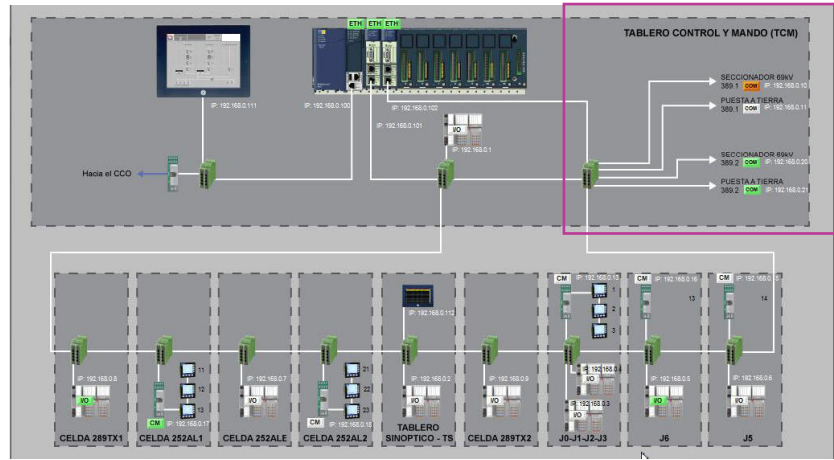 ETH ETH ETH
TABLERO CONTROL Y MANDO (TCM)
SECCIONADOR 69kV
389.1 COM IP: 192.168.0.10
IP: 192.168.0.111
IP: 192.168.0.100
IP: 192.168.0.102
PUESTA A TIERRA
389.1 COM IP: 192.168.0.11
IP: 192.168.0.101
I/O
IP: 192.168.0.1
SECCIONADOR 69kV
389.2 COM IP: 192.168.0.20
Hacia el CCO
PUESTA A TIERRA
389.2 COM IP: 192.168.0.21
CM IP: 192.168.0.13
CM IP: 192.168.0.16
CM
1
13
14
2
IP: 192.168.0.112
3
11
21
IP: 192.168.0.8
12
IP: 192.168.0.7
22
IP: 192.168.0.2
IP: 192.168.0.9
I/O
IP: 192.168.0.5
IP: 192.168.0.6
I/O
13
I/O
23
I/O
I/O
I/O
I/O
I/O
CM IP: 192.168.0.17
CM IP: 192.168.0.18
CELDA 289TX1
CELDA 252AL1
CELDA 252ALE
CELDA 252AL2
TABLERO
SINOPTICO - TS
CELDA 289TX2
J0-J1-J2-J3
J6
J5